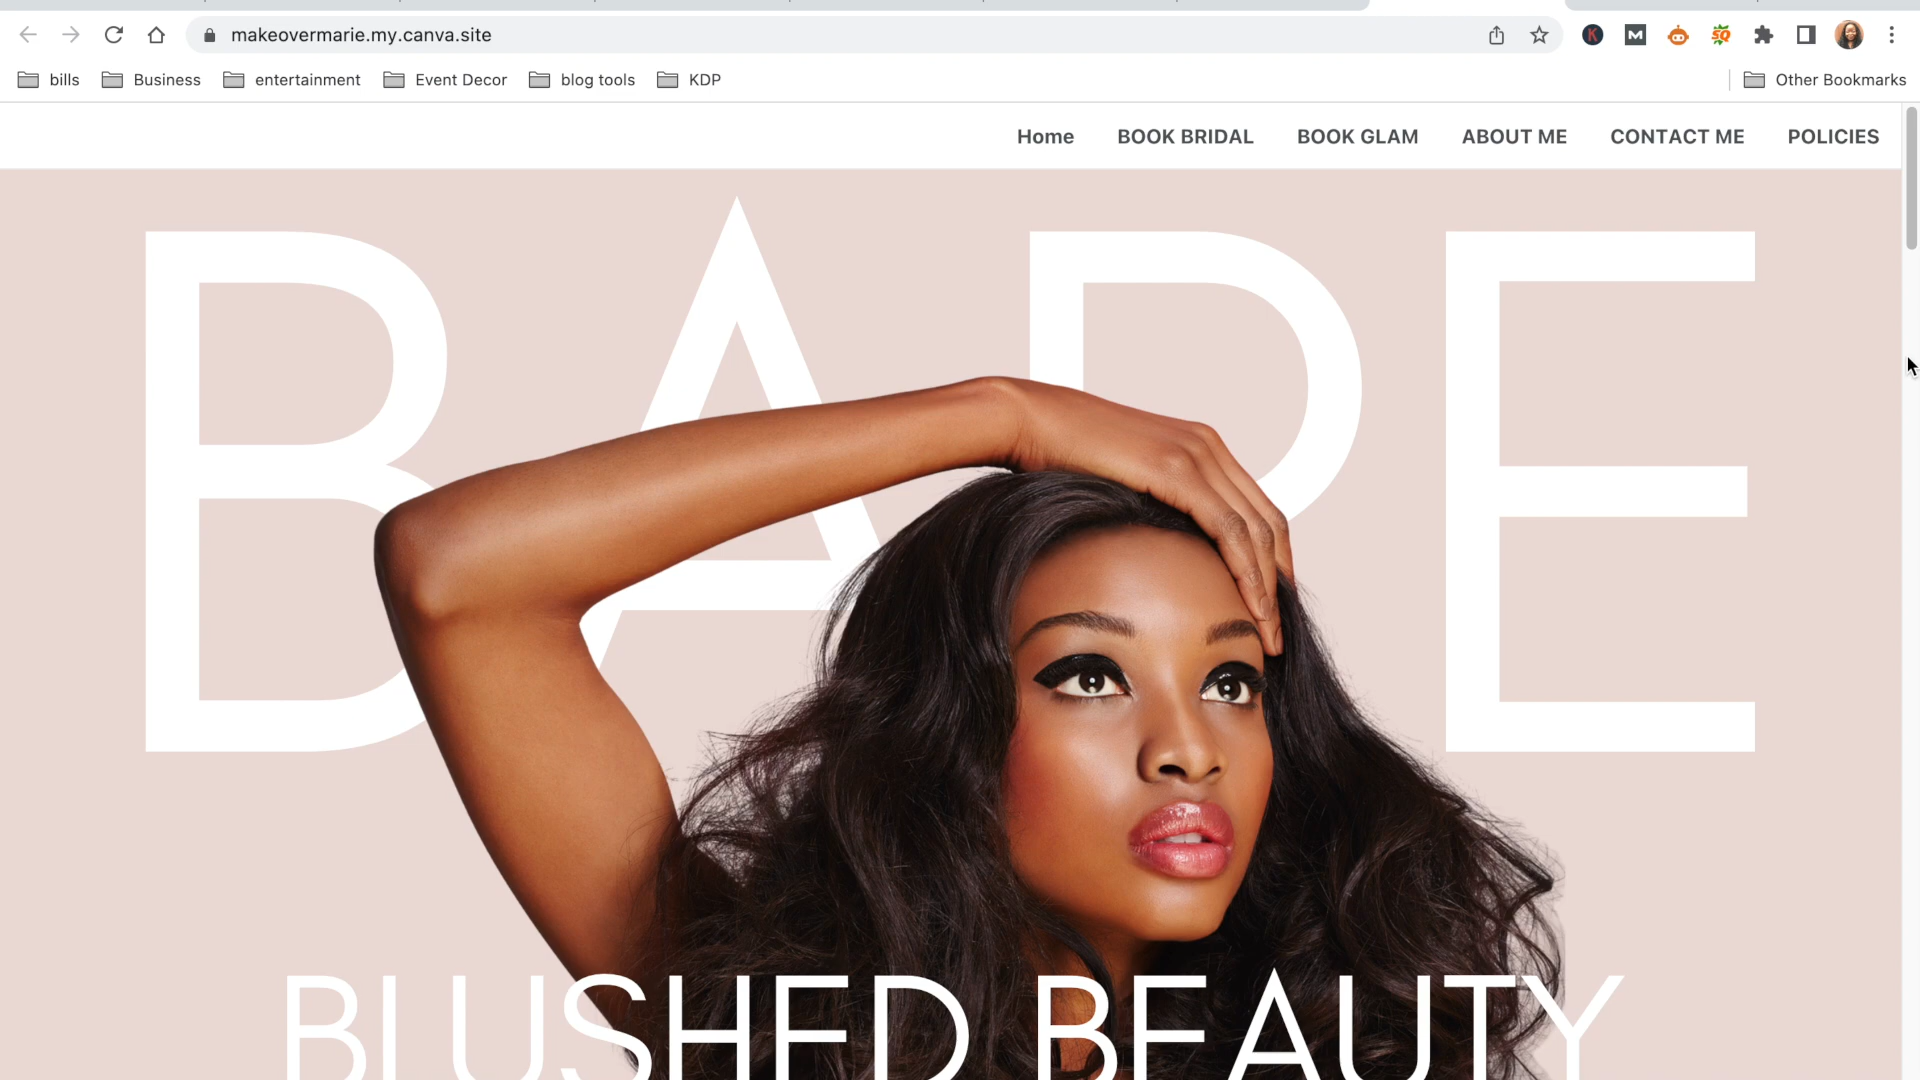 makeovermarie.my.canva.site
bills Business entertainment Event Decor blog tools KDP Other Bookmarks
Home BOOK BRIDAL BOOK GLAM ABOUT ME CONTACT ME POLICIES
BARE
BLUSHED BEAUTY